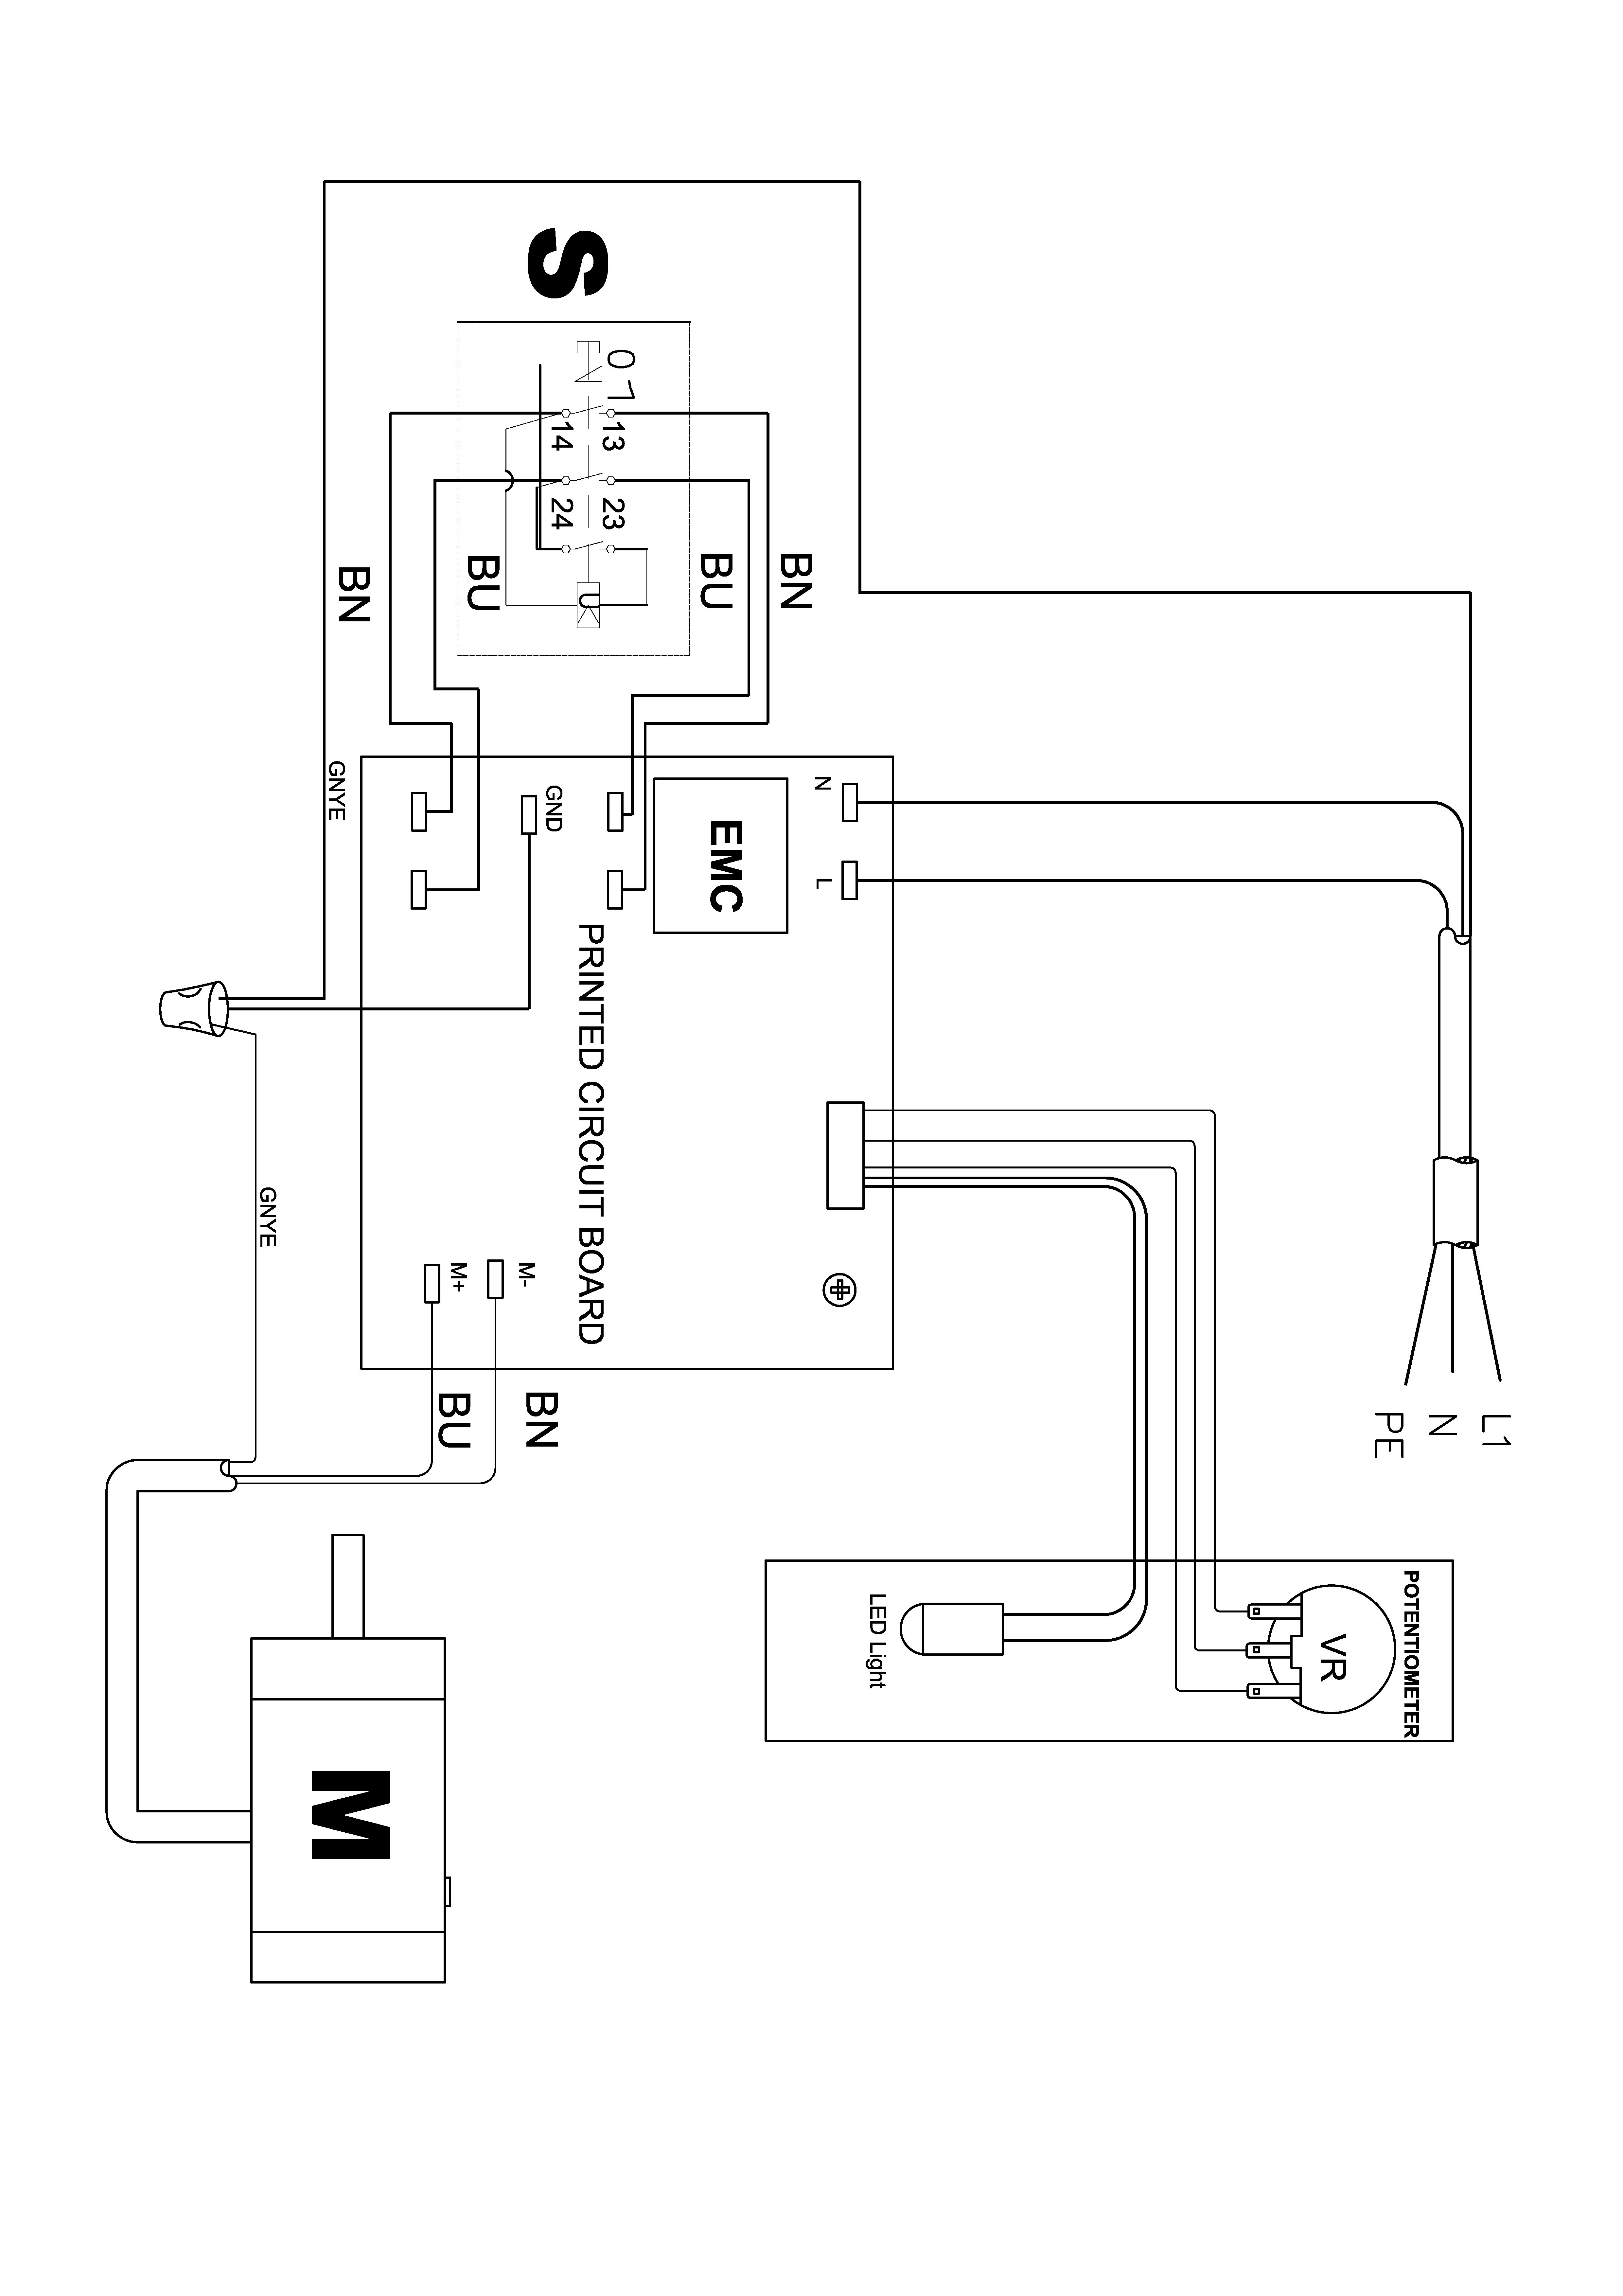 S
0 1
13
14
23
24
U
BN
BU
BU
BN
GNYE
GND
EMC
N
L
PRINTED CIRCUIT BOARD
GNYE
M+
M-
BU
BN
PE
N
L1
POTENTIOMETER
VR
LED Light
M